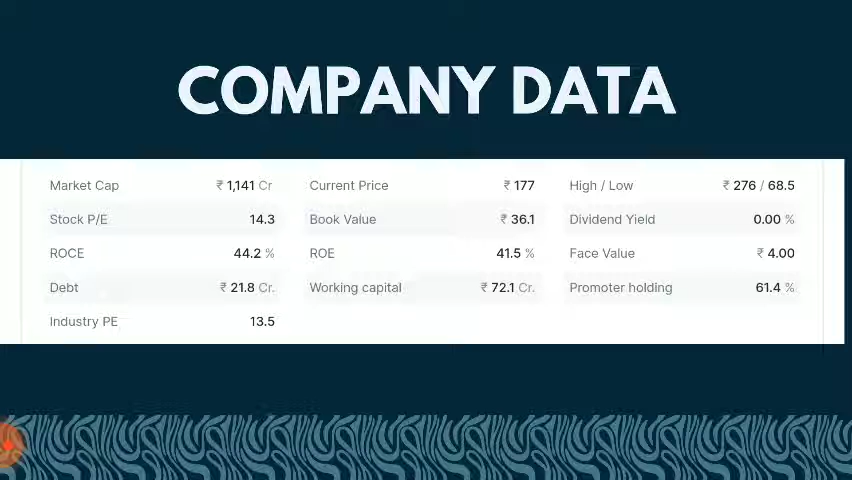 COMPANY DATA
Market Cap ₹ 1,141 Cr Current Price ₹ 177 High / Low ₹ 276 / 68.5
Stock P/E 14.3 Book Value ₹ 36.1 Dividend Yield 0.00 %
ROCE 44.2 % ROE 41.5 % Face Value ₹ 4.00
Debt ₹ 21.8 Cr. Working capital ₹ 72.1 Cr. Promoter holding 61.4 %
Industry PE 13.5